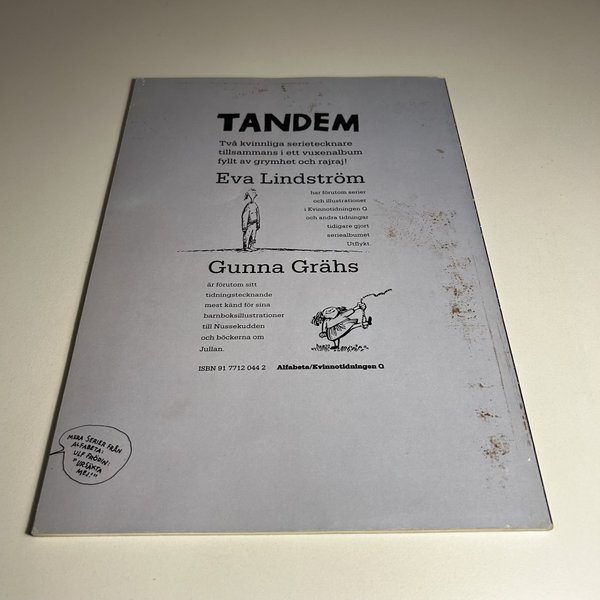 TANDEM
Två kvinnliga serietecknare
tillsammans i ett vuxenalbum
fyllt av grymhet och rajraj!
Eva Lindström
har förutom serier
och illustrationer
i Kvinnotidningen Q
och andra tidningar
tidigare gjort
seriealbumet
Utflykt.
Gunna Grähs
är förutom sitt
tidningstecknande
mest känd för sina
barnboksillustrationer
till Nussekudden
och böckerna om
Jullan.
ISBN 91 7712 044 2 Alfabeta/Kvinnotidningen Q
MERA SERIER FRÅN
ALFABETA:
ULF FRÖDIN:
"URSÄKTA
MEJ!"